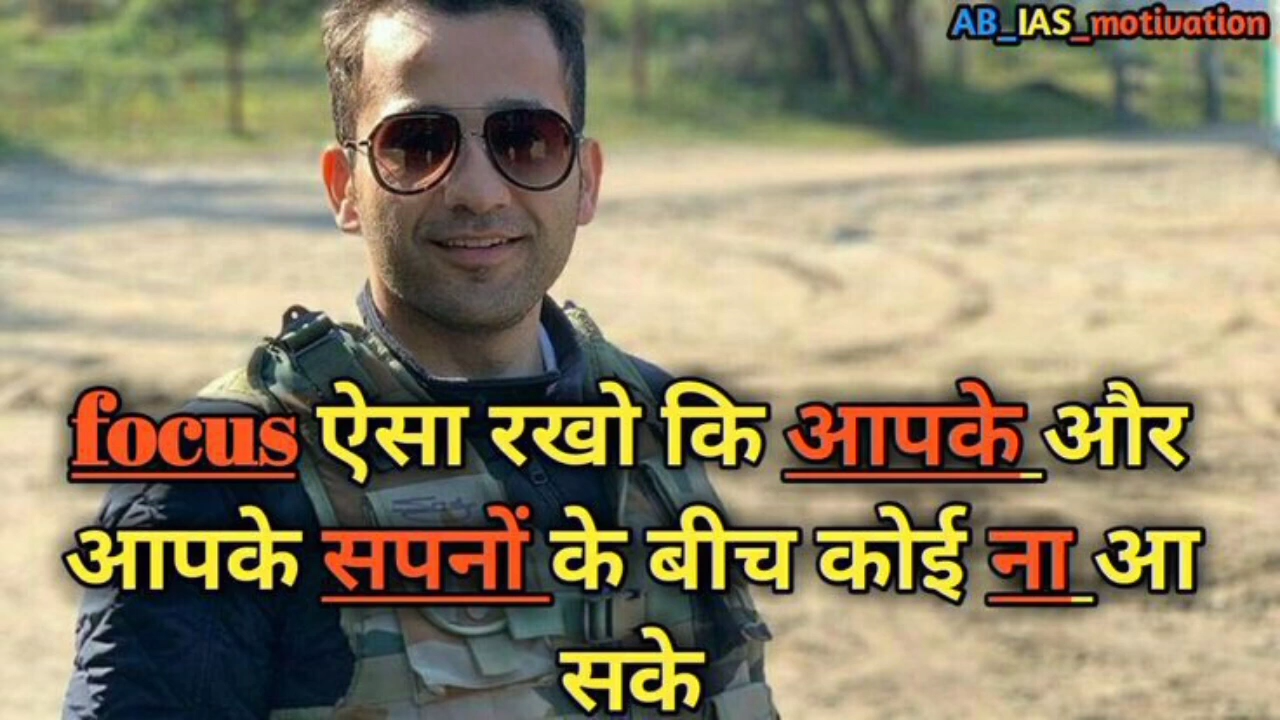 AB_IAS_motivation
focus ऐसा रखो कि आपके और
आपके सपनों के बीच कोई ना आ
सके